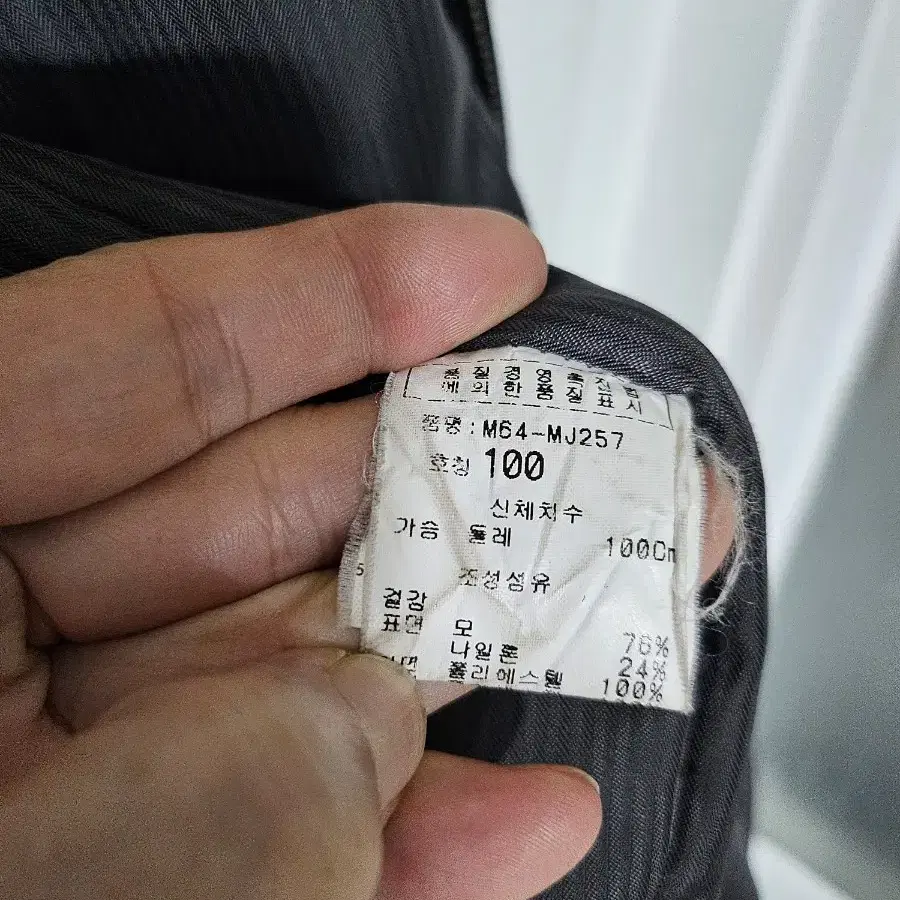 품질경영촉진법
에의한품질표시
품명:M64-MJ257
호칭 100
신체치수
가슴 둘레 100Cm
5
조성섬유
겉감
표면 모 76%
나일론 24%
폴리에스텔 100%